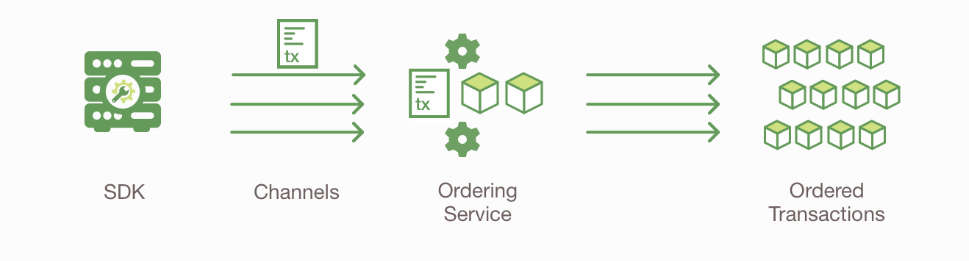 tx
tx
SDK
Channels
Ordering
Service
Ordered
Transactions